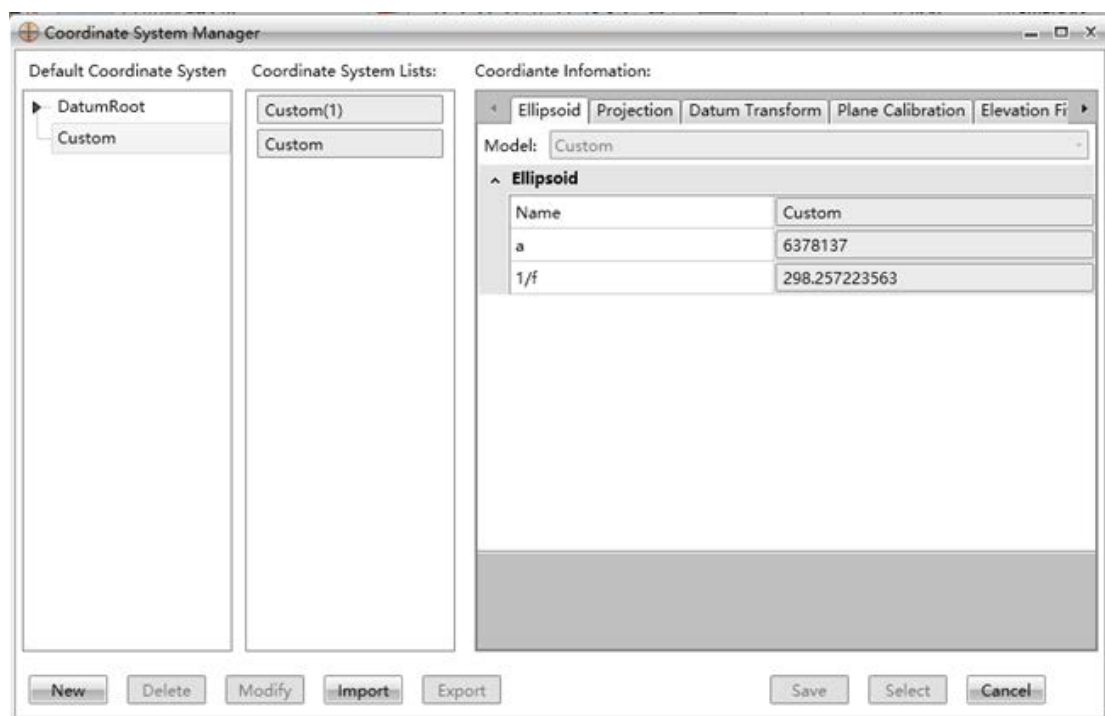 Coordinate System Manager
Default Coordinate Systen
Coordinate System Lists:
Coordiante Infomation:
DatumRoot
Custom
Custom(1)
Custom
Ellipsoid
Projection
Datum Transform
Plane Calibration
Elevation Fi
Model:
Custom
Ellipsoid
Name
Custom
a
6378137
1/f
298.257223563
New
Delete
Modify
Import
Export
Save
Select
Cancel